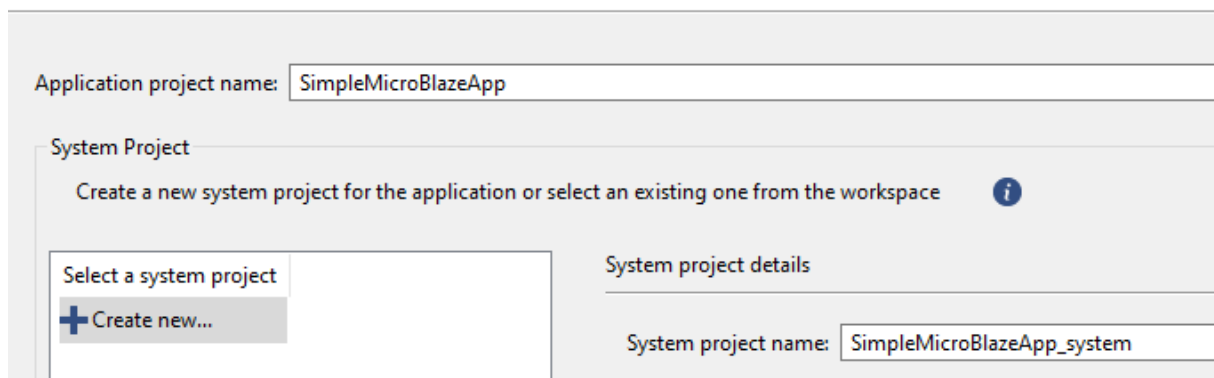 Application project name: SimpleMicroBlazeApp
System Project
Create a new system project for the application or select an existing one from the workspace
Select a system project
Create new...
System project details
System project name: SimpleMicroBlazeApp_system